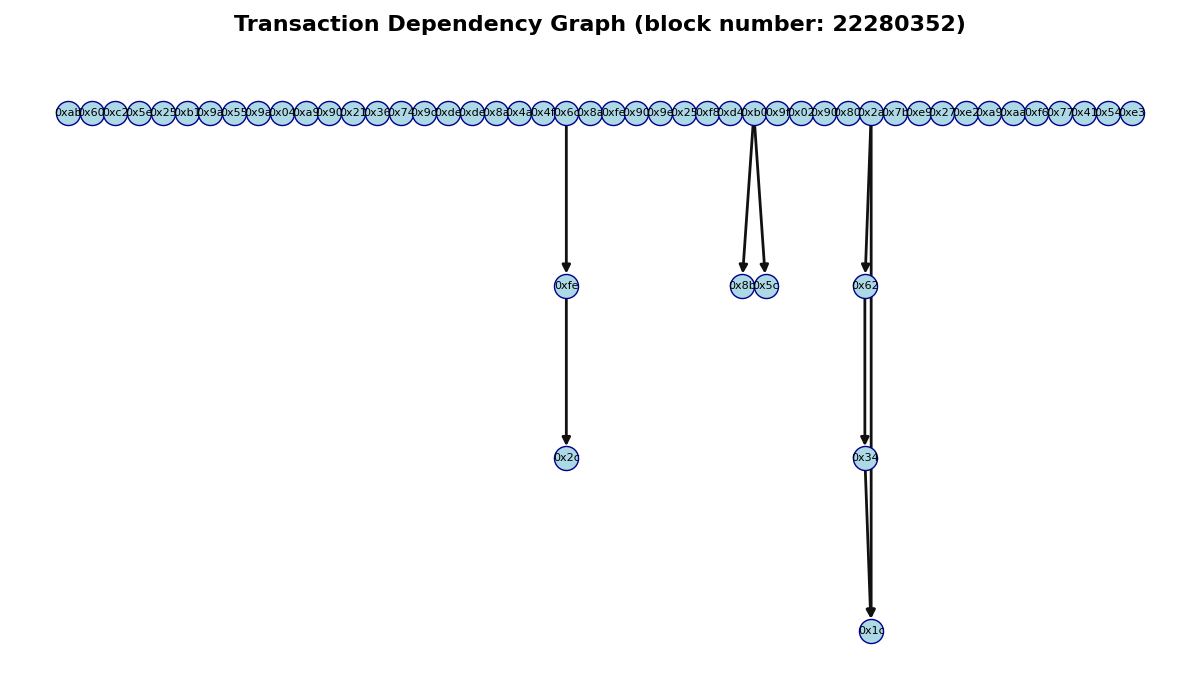 Transaction Dependency Graph (block number: 22280352)
0xab 0x60 0xc2 0x5e 0x25 0xb1 0x9a 0x55 0x9a 0x04 0xa9 0x90 0x21 0x36 0x74 0x9d 0xde 0xde 0x8a 0x4a 0x4f 0x6c 0x8a 0xfe 0x90 0x9e 0x25 0xf8 0xd4 0xb0 0x9f 0x02 0x90 0x80 0x2a 0x7b 0xe9 0x27 0xe2 0xa9 0xaa 0xf6 0x77 0x41 0x54 0xe3
0xfe 0x8b 0x5c 0x62
0x2c 0x34
0x1c